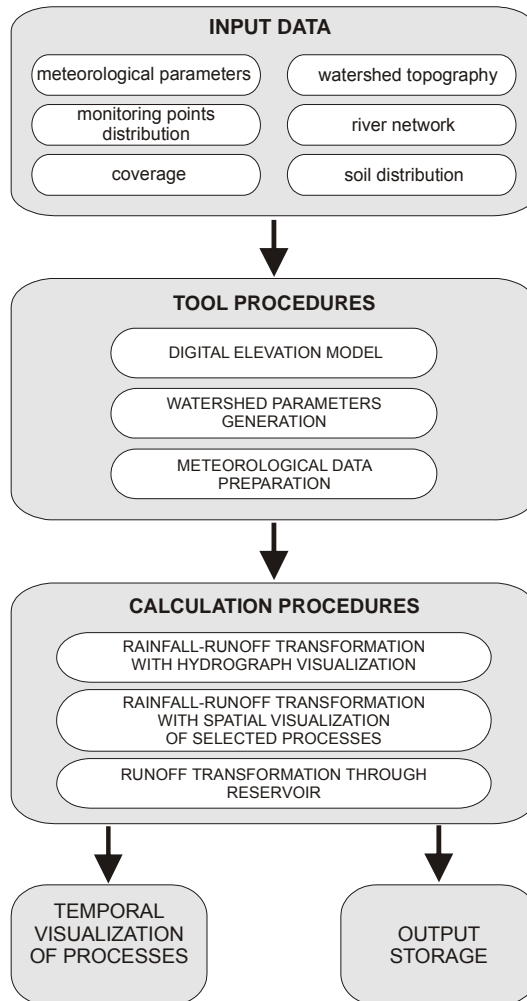 INPUT DATA
meteorological parameters
watershed topography
monitoring points
distribution
river network
coverage
soil distribution
TOOL PROCEDURES
DIGITAL ELEVATION MODEL
WATERSHED PARAMETERS
GENERATION
METEOROLOGICAL DATA
PREPARATION
CALCULATION PROCEDURES
RAINFALL-RUNOFF TRANSFORMATION
WITH HYDROGRAPH VISUALIZATION
RAINFALL-RUNOFF TRANSFORMATION
WITH SPATIAL VISUALIZATION
OF SELECTED PROCESSES
RUNOFF TRANSFORMATION THROUGH
RESERVOIR
TEMPORAL
VISUALIZATION
OF PROCESSES
OUTPUT
STORAGE